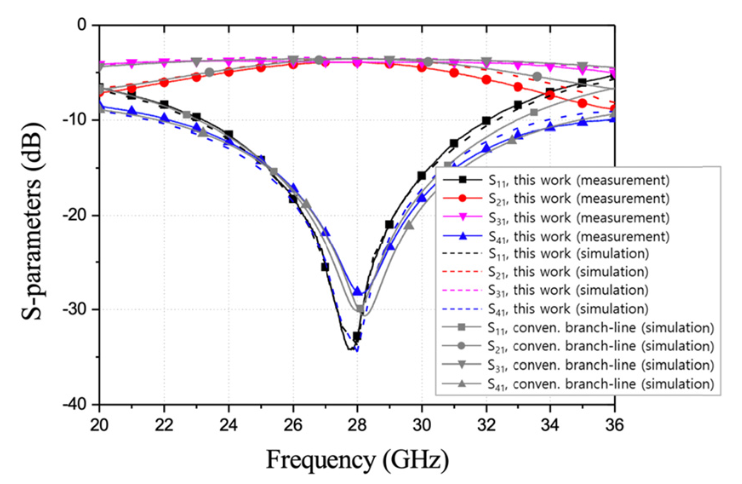 0
-10
-20
-30
-40
S-parameters (dB)
20
22
24
26
28
30
32
34
36
Frequency (GHz)
S11, this work (measurement)
S21, this work (measurement)
S31, this work (measurement)
S41, this work (measurement)
S11, this work (simulation)
S21, this work (simulation)
S31, this work (simulation)
S41, this work (simulation)
S11, conven. branch-line (simulation)
S21, conven. branch-line (simulation)
S31, conven. branch-line (simulation)
S41, conven. branch-line (simulation)